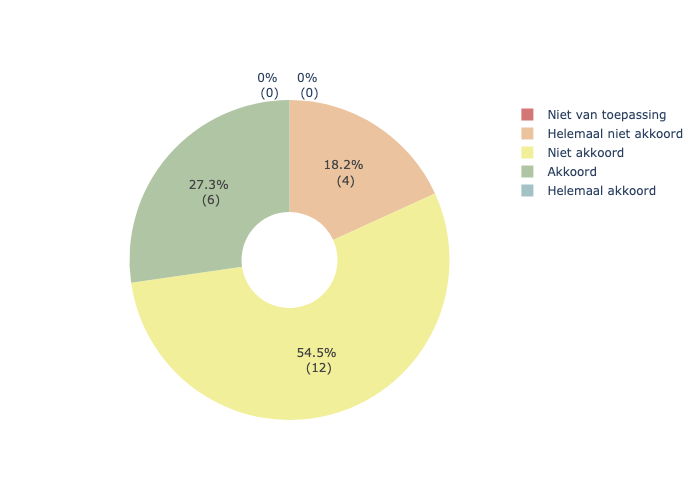 0%
(0)
0%
(0)
18.2%
(4)
27.3%
(6)
54.5%
(12)
Niet van toepassing
Helemaal niet akkoord
Niet akkoord
Akkoord
Helemaal akkoord